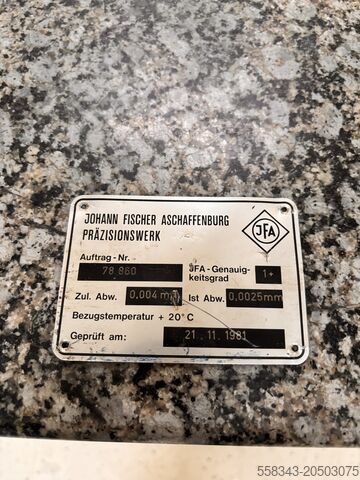 JOHANN FISCHER ASCHAFFENBURG
PRÄZISIONSWERK
JFA
Auftrag-Nr. 78 860 JFA-Genauig-
keitsgrad 1+
Zul. Abw. 0,004 mm Ist Abw. 0,0025mm
Bezugstemperatur + 20°C
Geprüft am: 21.11.1981
558343-20503075